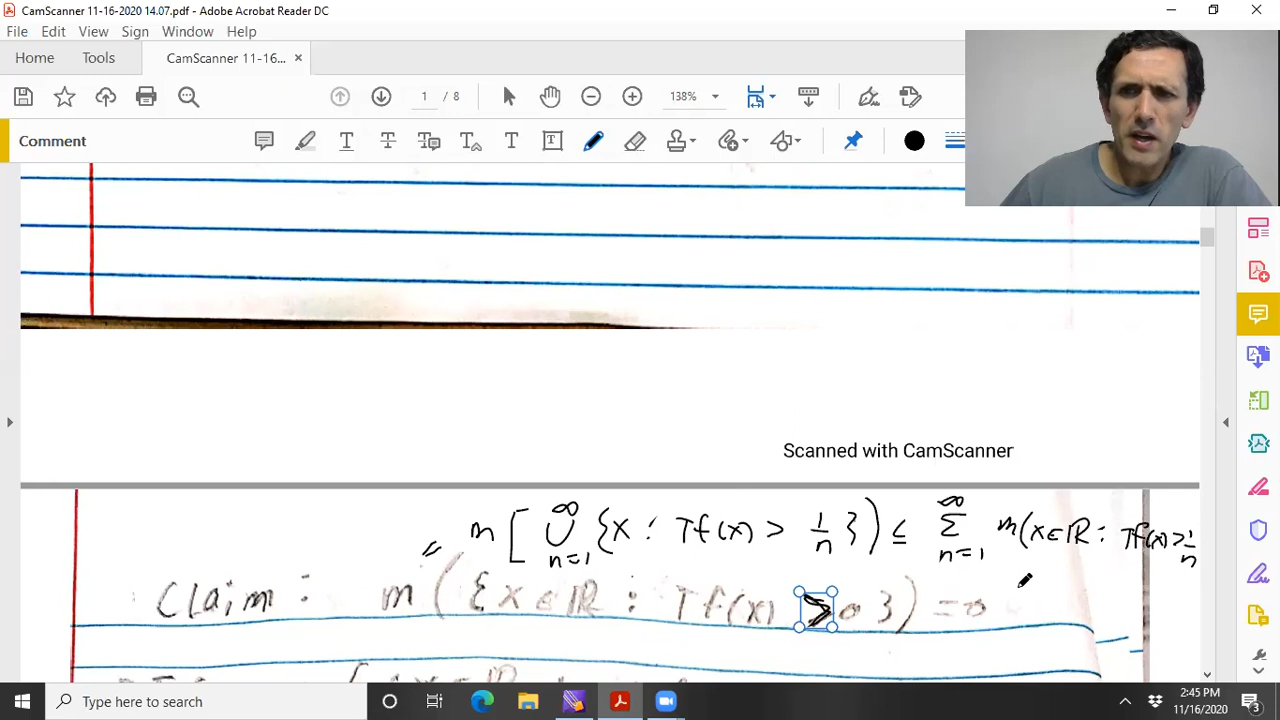 CamScanner 11-16-2020 14.07.pdf - Adobe Acrobat Reader DC
File Edit View Sign Window Help
Home Tools CamScanner 11-16... ×
1 / 8 138%
Comment
Scanned with CamScanner
m [ ∞ ∪ n=1 {x : Tf(x) > 1/n } ) ≤ ∞ Σ n=1 m(x∈ℝ : Tf(x)>1/n
Claim : m ( { x ∈ ℝ : Tf(x) > 0 } ) = 0
Type here to search
2:45 PM
11/16/2020
3